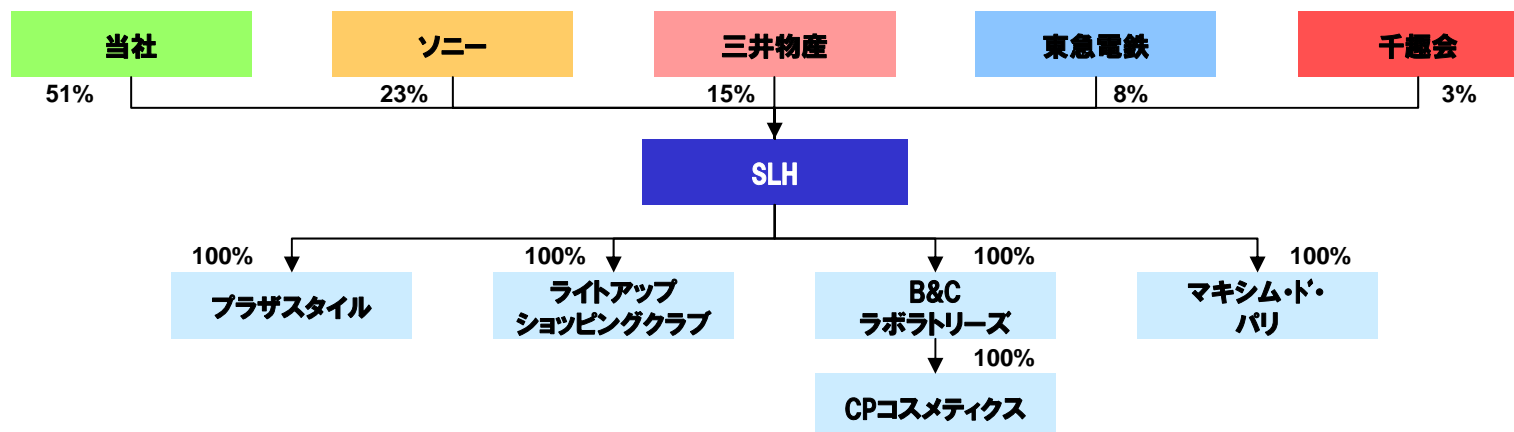 当社
ソニー
三井物産
東急電鉄
千趣会
51%
23%
15%
8%
3%
SLH
100%
100%
100%
100%
プラザスタイル
ライトアップ
ショッピングクラブ
B&C
ラボラトリーズ
マキシム・ド・
パリ
100%
CPコスメティクス